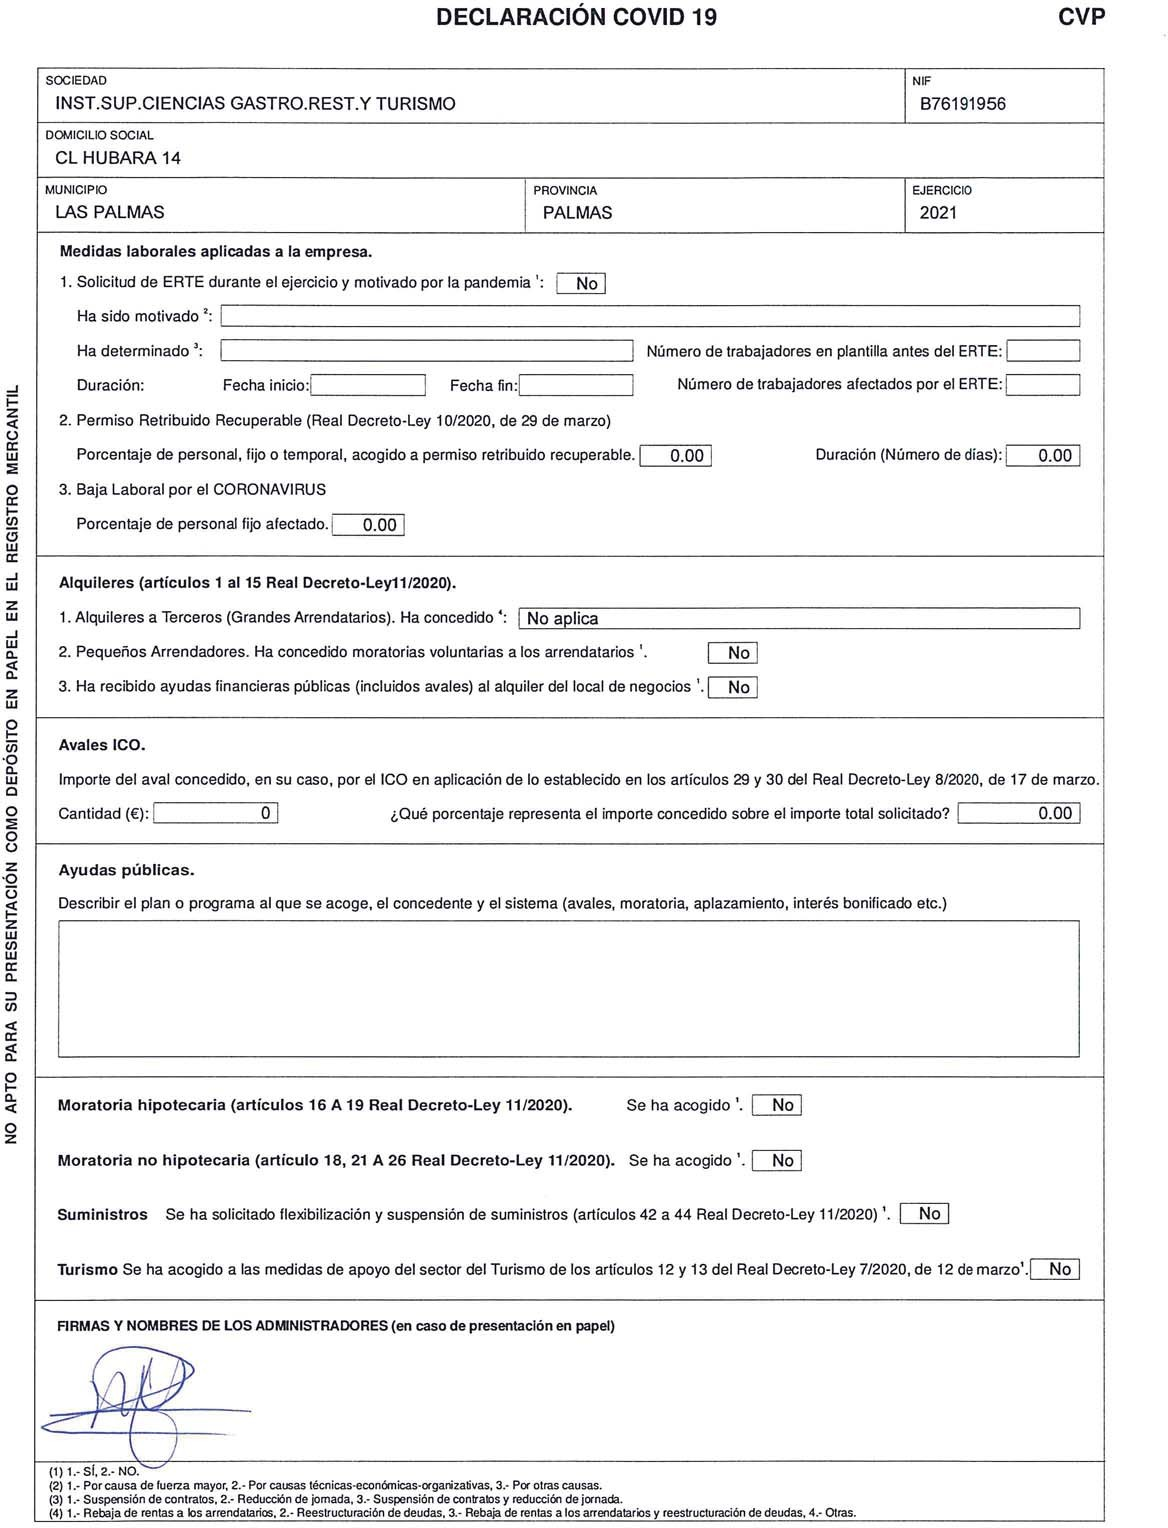 DECLARACIÓN COVID 19 CVP
SOCIEDAD NIF
INST.SUP.CIENCIAS GASTRO.REST.Y TURISMO B76191956
DOMICILIO SOCIAL
CL HUBARA 14
MUNICIPIO PROVINCIA EJERCICIO
LAS PALMAS PALMAS 2021
Medidas laborales aplicadas a la empresa.
1. Solicitud de ERTE durante el ejercicio y motivado por la pandemia ¹: No
Ha sido motivado ²:
Ha determinado ³: Número de trabajadores en plantilla antes del ERTE:
Duración: Fecha inicio: Fecha fin: Número de trabajadores afectados por el ERTE:
2. Permiso Retribuido Recuperable (Real Decreto-Ley 10/2020, de 29 de marzo)
Porcentaje de personal, fijo o temporal, acogido a permiso retribuido recuperable. 0.00 Duración (Número de días): 0.00
3. Baja Laboral por el CORONAVIRUS
Porcentaje de personal fijo afectado. 0.00
Alquileres (artículos 1 al 15 Real Decreto-Ley11/2020).
1. Alquileres a Terceros (Grandes Arrendatarios). Ha concedido ⁴: No aplica
2. Pequeños Arrendadores. Ha concedido moratorias voluntarias a los arrendatarios ¹. No
3. Ha recibido ayudas financieras públicas (incluidos avales) al alquiler del local de negocios ¹. No
Avales ICO.
Importe del aval concedido, en su caso, por el ICO en aplicación de lo establecido en los artículos 29 y 30 del Real Decreto-Ley 8/2020, de 17 de marzo.
Cantidad (€): 0 ¿Qué porcentaje representa el importe concedido sobre el importe total solicitado? 0.00
Ayudas públicas.
Describir el plan o programa al que se acoge, el concedente y el sistema (avales, moratoria, aplazamiento, interés bonificado etc.)
Moratoria hipotecaria (artículos 16 A 19 Real Decreto-Ley 11/2020). Se ha acogido ¹. No
Moratoria no hipotecaria (artículo 18, 21 A 26 Real Decreto-Ley 11/2020). Se ha acogido ¹. No
Suministros Se ha solicitado flexibilización y suspensión de suministros (artículos 42 a 44 Real Decreto-Ley 11/2020) ¹. No
Turismo Se ha acogido a las medidas de apoyo del sector del Turismo de los artículos 12 y 13 del Real Decreto-Ley 7/2020, de 12 de marzo¹. No
FIRMAS Y NOMBRES DE LOS ADMINISTRADORES (en caso de presentación en papel)
(1) 1.- SÍ, 2.- NO.
(2) 1.- Por causa de fuerza mayor, 2.- Por causas técnicas-económicas-organizativas, 3.- Por otras causas.
(3) 1.- Suspensión de contratos, 2.- Reducción de jornada, 3.- Suspensión de contratos y reducción de jornada.
(4) 1.- Rebaja de rentas a los arrendatarios, 2.- Reestructuración de deudas, 3.- Rebaja de rentas a los arrendatarios y reestructuración de deudas, 4.- Otras.
NO APTO PARA SU PRESENTACIÓN COMO DEPÓSITO EN PAPEL EN EL REGISTRO MERCANTIL